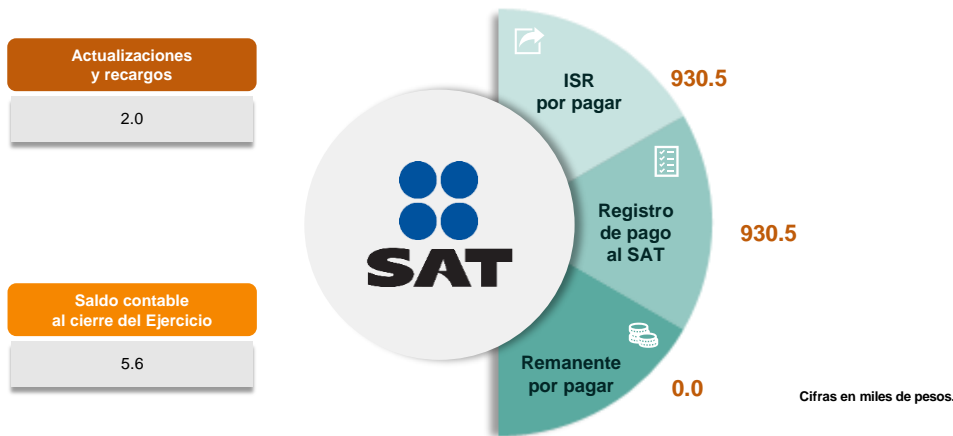 Actualizaciones
y recargos
2.0
Saldo contable
al cierre del Ejercicio
5.6
SAT
ISR
por pagar
930.5
Registro
de pago
al SAT
930.5
Remanente
por pagar
0.0
Cifras en miles de pesos.